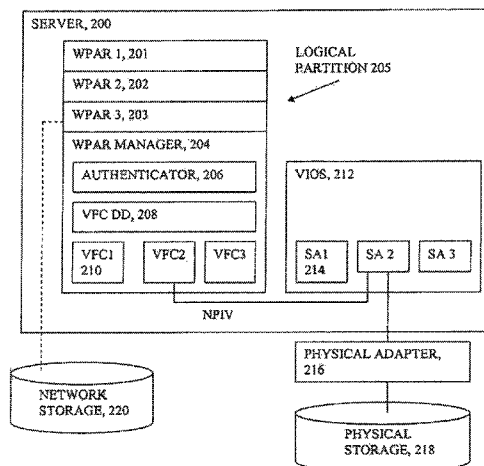 SERVER, 200
WPAR 1, 201
WPAR 2, 202
WPAR 3, 203
WPAR MANAGER, 204
AUTHENTICATOR, 206
VFC DD, 208
VFC1
210
VFC2
VFC3
LOGICAL
PARTITION 205
VIOS, 212
SA1
214
SA 2
SA 3
NPIV
PHYSICAL ADAPTER,
216
NETWORK
STORAGE, 220
PHYSICAL
STORAGE, 218